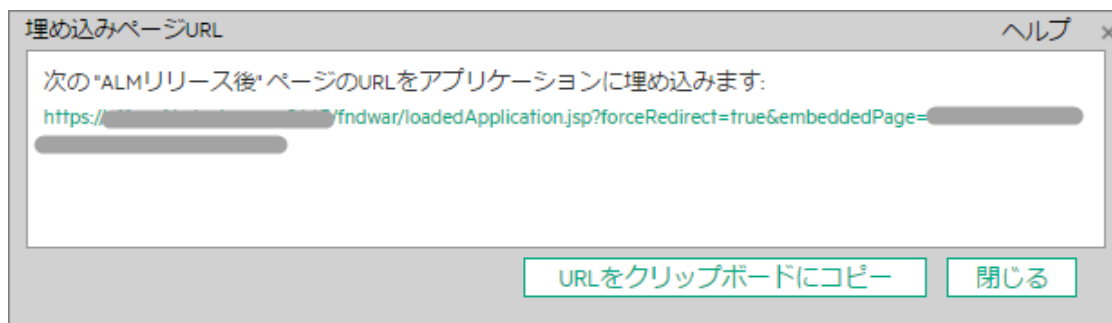 埋め込みページURL ヘルプ ×
次の "ALMリリース後" ページのURLをアプリケーションに埋め込みます:
https:// /fndwar/loadedApplication.jsp?forceRedirect=true&embeddedPage=
URLをクリップボードにコピー 閉じる